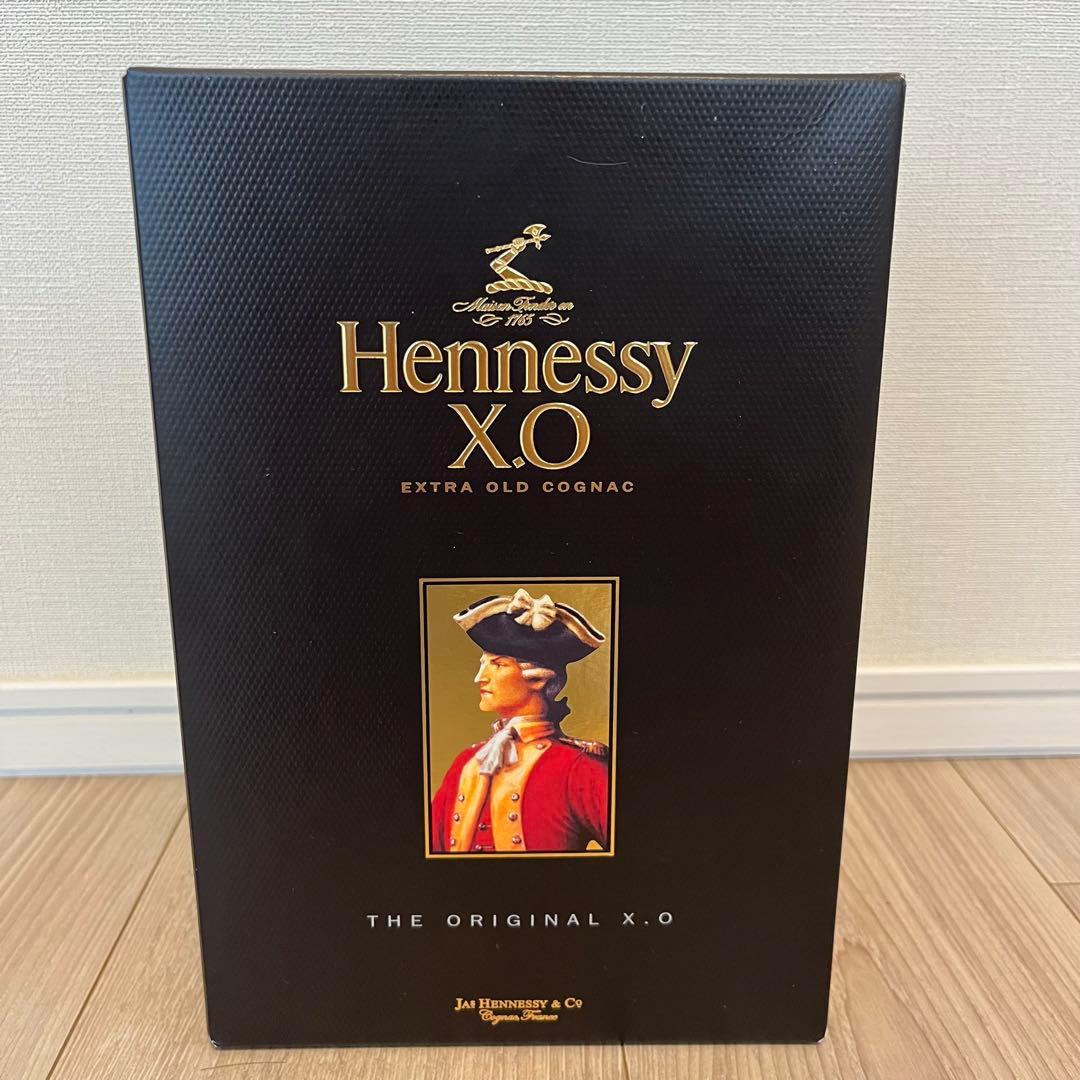 Maison Fondée en
1765
Hennessy
X.O
EXTRA OLD COGNAC
THE ORIGINAL X.O
JAS HENNESSY & CO
Cognac, France